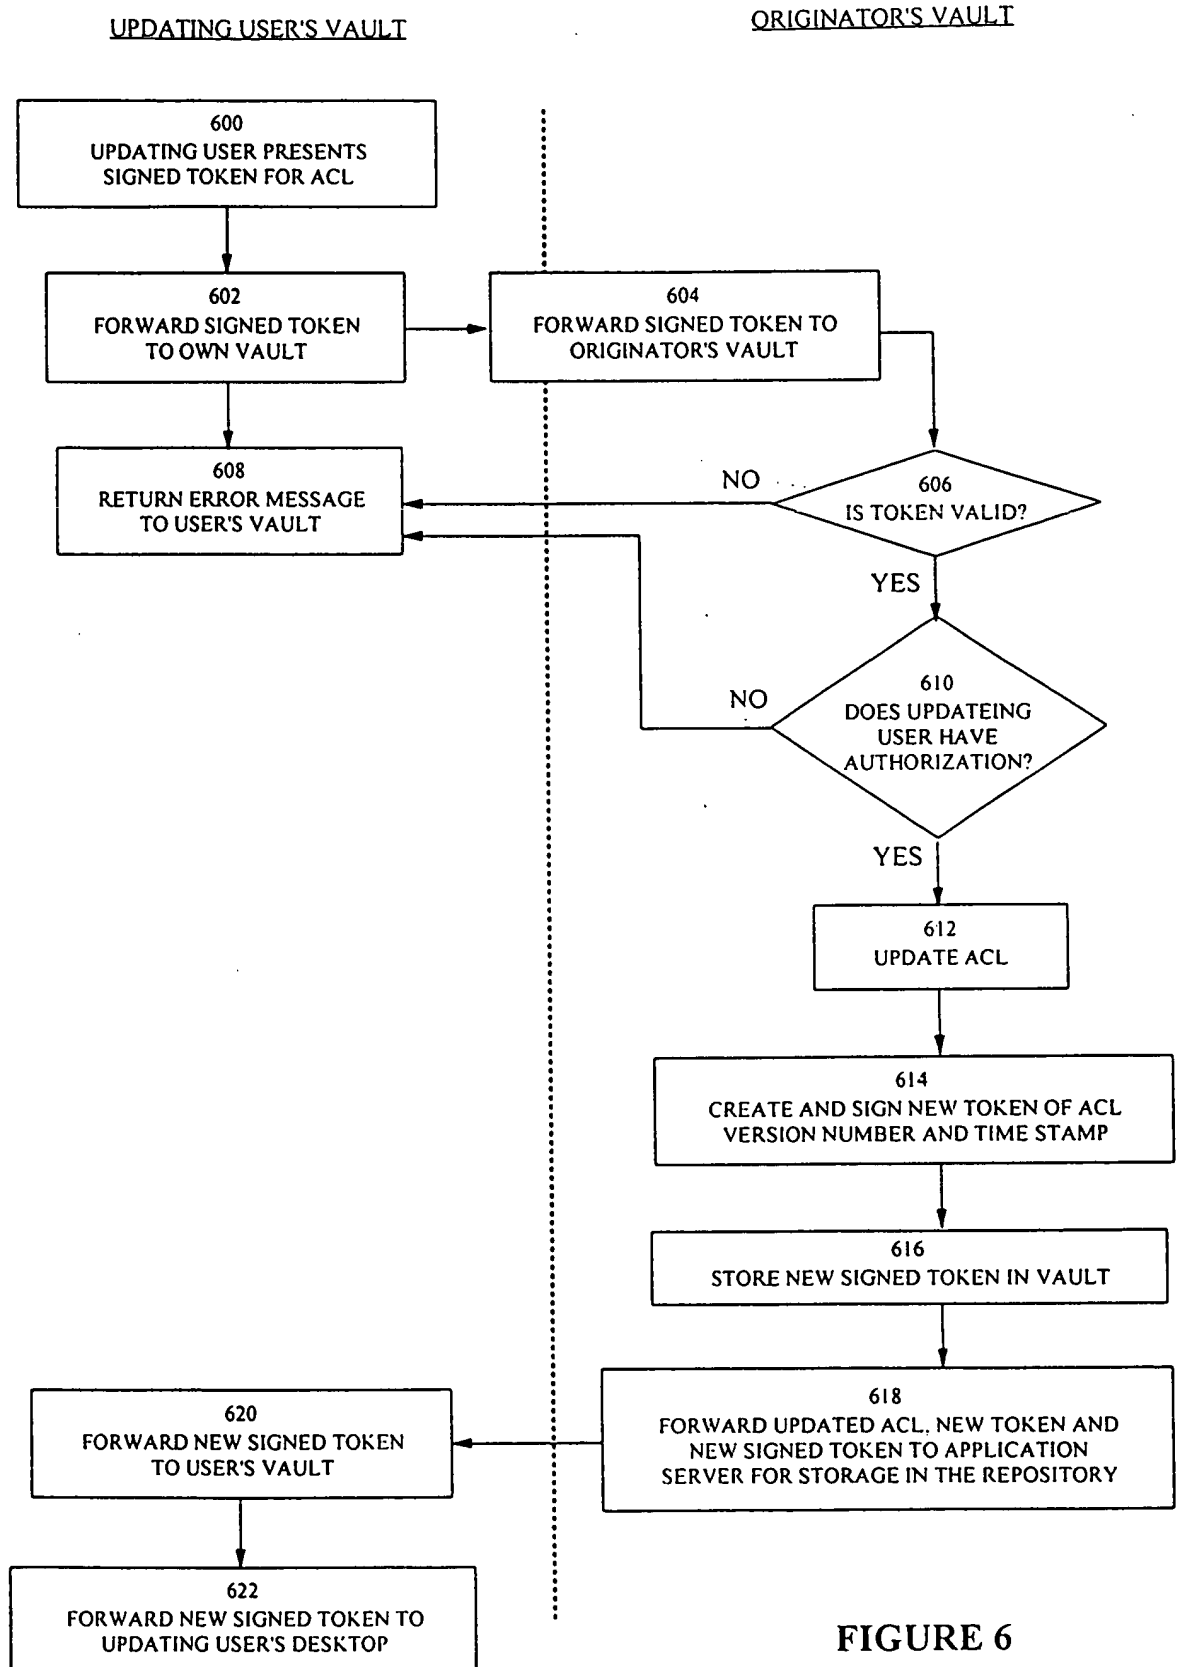 UPDATING USER'S VAULT
ORIGINATOR'S VAULT
600
UPDATING USER PRESENTS
SIGNED TOKEN FOR ACL
602
FORWARD SIGNED TOKEN
TO OWN VAULT
604
FORWARD SIGNED TOKEN TO
ORIGINATOR'S VAULT
608
RETURN ERROR MESSAGE
TO USER'S VAULT
NO
606
IS TOKEN VALID?
YES
NO
610
DOES UPDATEING
USER HAVE
AUTHORIZATION?
YES
612
UPDATE ACL
614
CREATE AND SIGN NEW TOKEN OF ACL
VERSION NUMBER AND TIME STAMP
616
STORE NEW SIGNED TOKEN IN VAULT
618
FORWARD UPDATED ACL, NEW TOKEN AND
NEW SIGNED TOKEN TO APPLICATION
SERVER FOR STORAGE IN THE REPOSITORY
620
FORWARD NEW SIGNED TOKEN
TO USER'S VAULT
622
FORWARD NEW SIGNED TOKEN TO
UPDATING USER'S DESKTOP
FIGURE 6